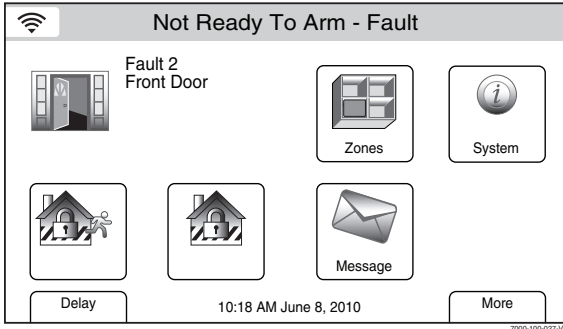 Not Ready To Arm - Fault
Fault 2
Front Door
Zones
System
Message
Delay
10:18 AM June 8, 2010
More